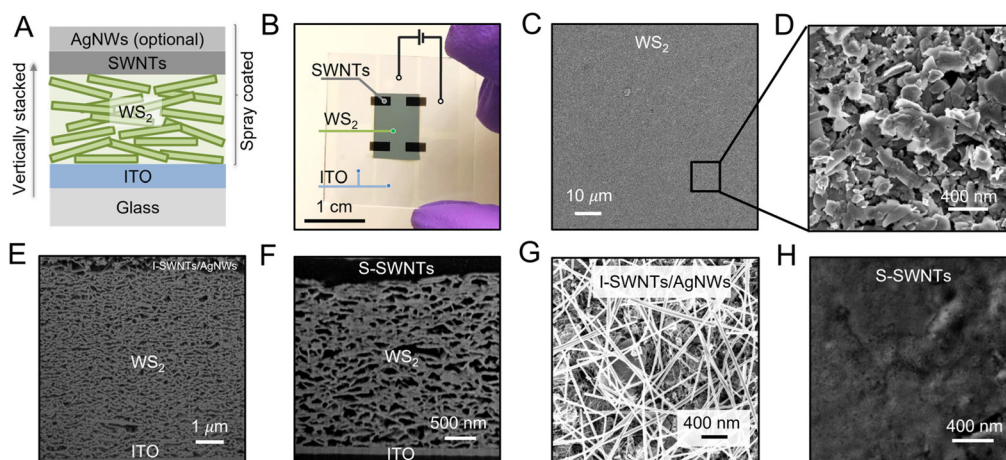 A
AgNWs (optional)
SWNTs
WS₂
ITO
Glass
Vertically stacked
Spray coated
B
SWNTs
WS₂
ITO
1 cm
C
WS₂
10 μm
D
400 nm
E
I-SWNTs/AgNWs
WS₂
1 μm
ITO
F
S-SWNTs
WS₂
500 nm
ITO
G
I-SWNTs/AgNWs
400 nm
H
S-SWNTs
400 nm